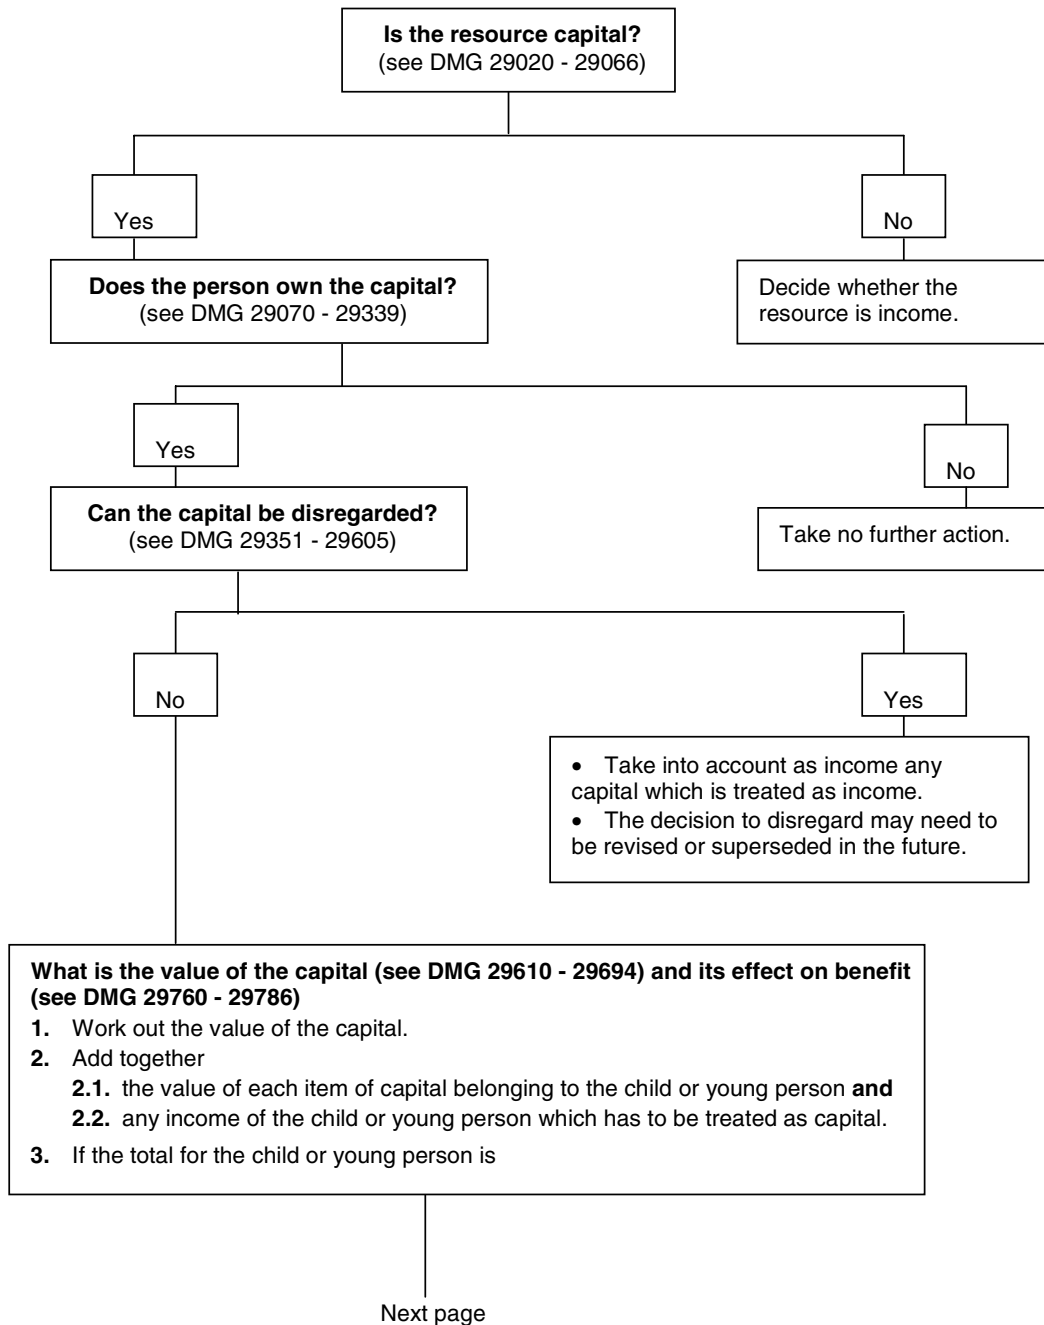 Is the resource capital?
(see DMG 29020 - 29066)
Yes
No
Does the person own the capital?
(see DMG 29070 - 29339)
Decide whether the
resource is income.
Yes
No
Can the capital be disregarded?
(see DMG 29351 - 29605)
Take no further action.
No
Yes
• Take into account as income any
capital which is treated as income.
• The decision to disregard may need to
be revised or superseded in the future.
What is the value of the capital (see DMG 29610 - 29694) and its effect on benefit
(see DMG 29760 - 29786)
1. Work out the value of the capital.
2. Add together
2.1. the value of each item of capital belonging to the child or young person and
2.2. any income of the child or young person which has to be treated as capital.
3. If the total for the child or young person is
Next page